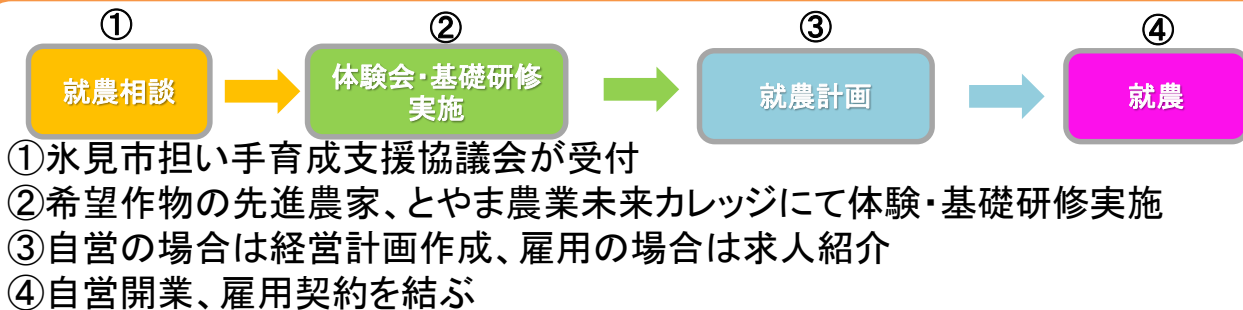 ① ② ③ ④
就農相談 体験会・基礎研修 就農計画 就農
実施
①氷見市担い手育成支援協議会が受付
②希望作物の先進農家、とやま農業未来カレッジにて体験・基礎研修実施
③自営の場合は経営計画作成、雇用の場合は求人紹介
④自営開業、雇用契約を結ぶ